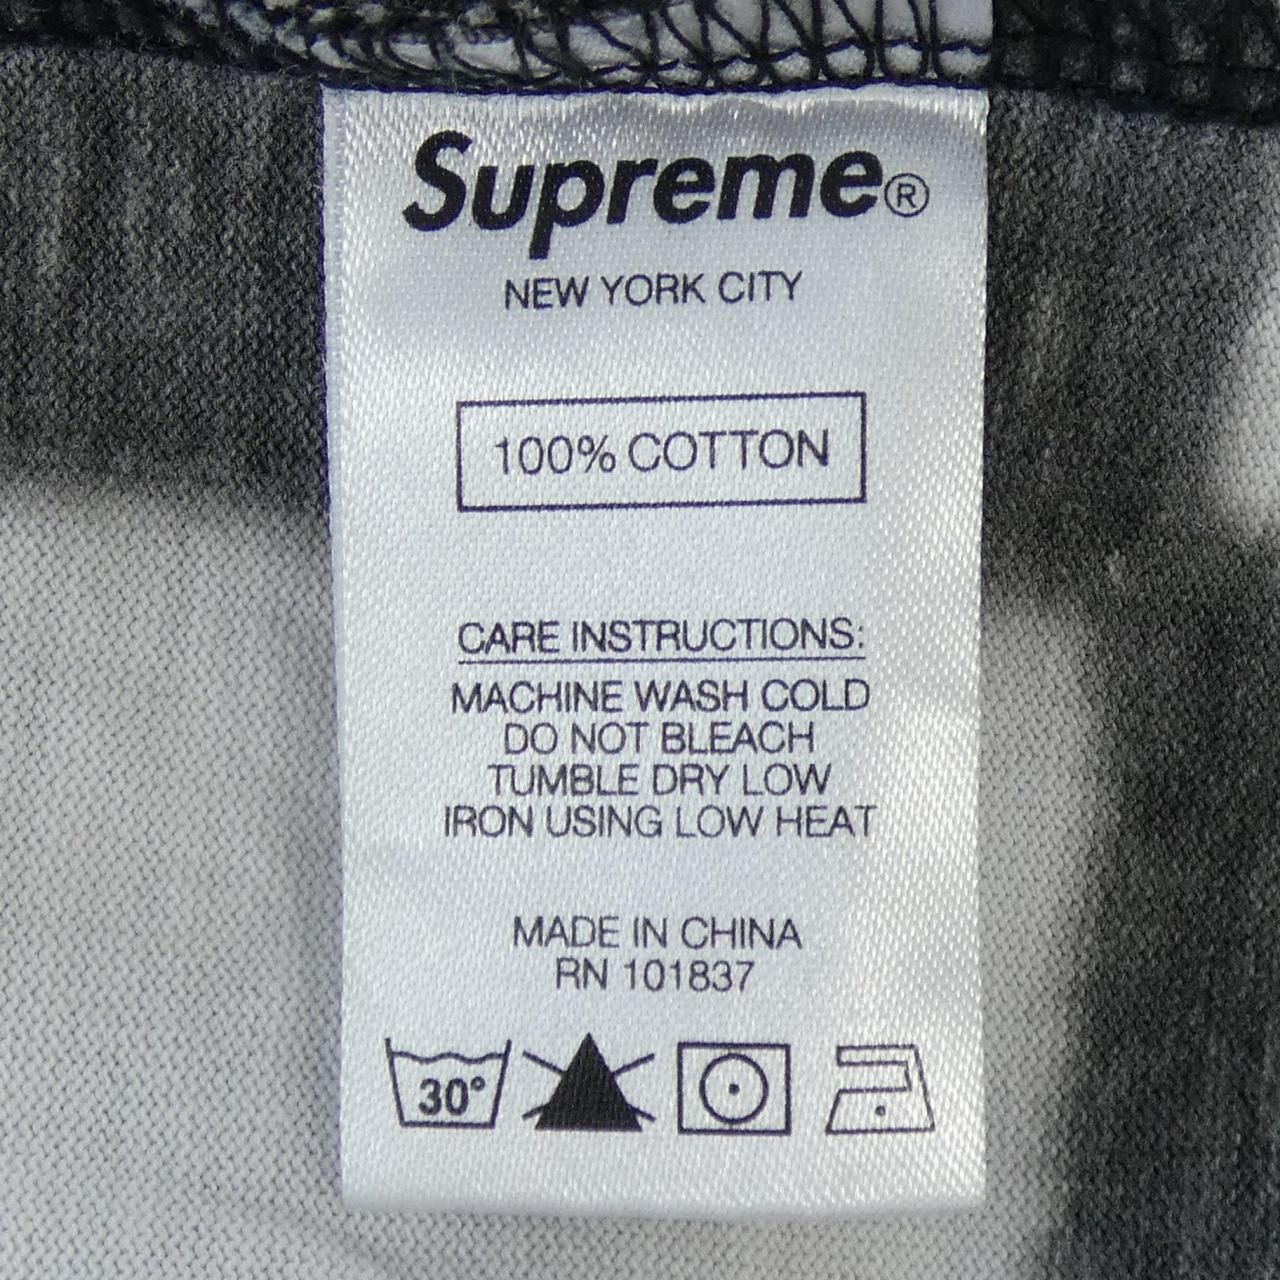 Supreme®
NEW YORK CITY
100% COTTON
CARE INSTRUCTIONS:
MACHINE WASH COLD
DO NOT BLEACH
TUMBLE DRY LOW
IRON USING LOW HEAT
MADE IN CHINA
RN 101837
30°